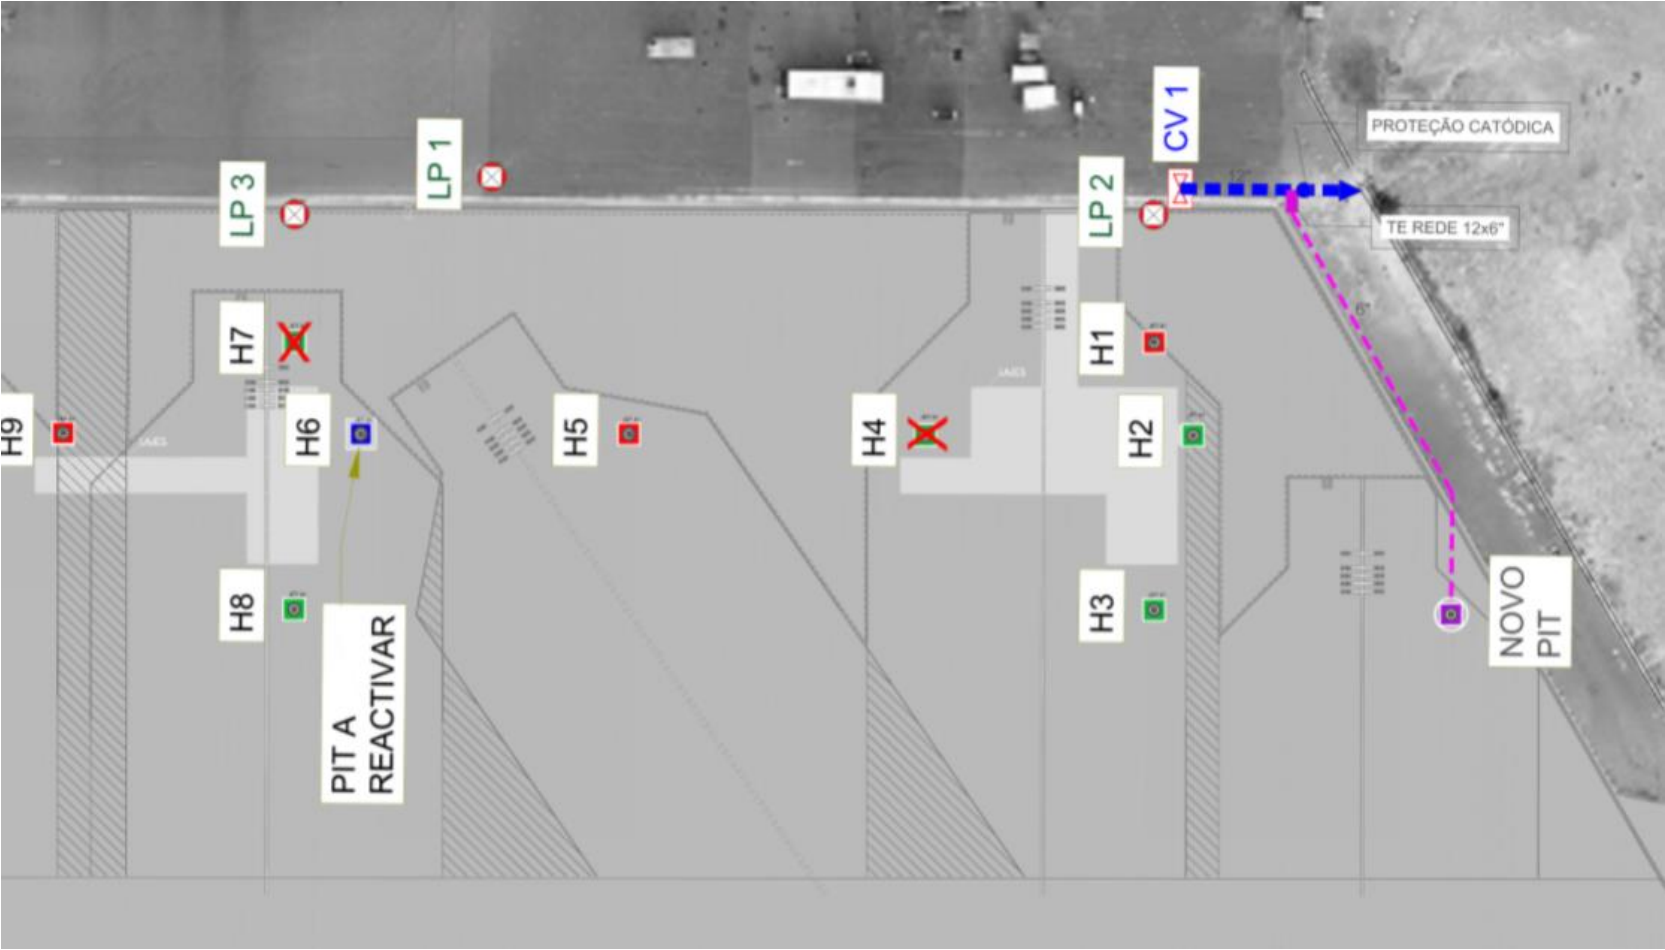 CV 1
PROTEÇÃO CATÓDICA
LP 1
LP 3
LP 2
12"
TE REDE 12x6"
6"
H7
H1
H9
H6
H5
H4
H2
H8
H3
NOVO
PIT
PIT A
REACTIVAR